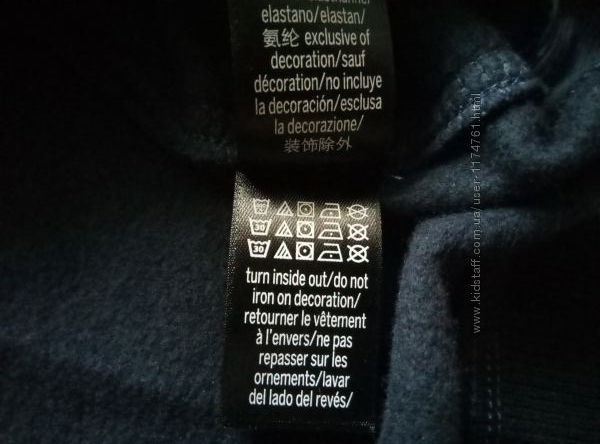 elastano/elastan/
氨纶 exclusive of
decoration/sauf
décoration/no incluye
la decoración/esclusa
la decorazione/
装饰除外
30
30
turn inside out/do not
iron on decoration/
retourner le vêtement
à l'envers/ne pas
repasser sur les
ornements/lavar
del lado del revés/
www.kidstaff.com.ua/user-1174761.html